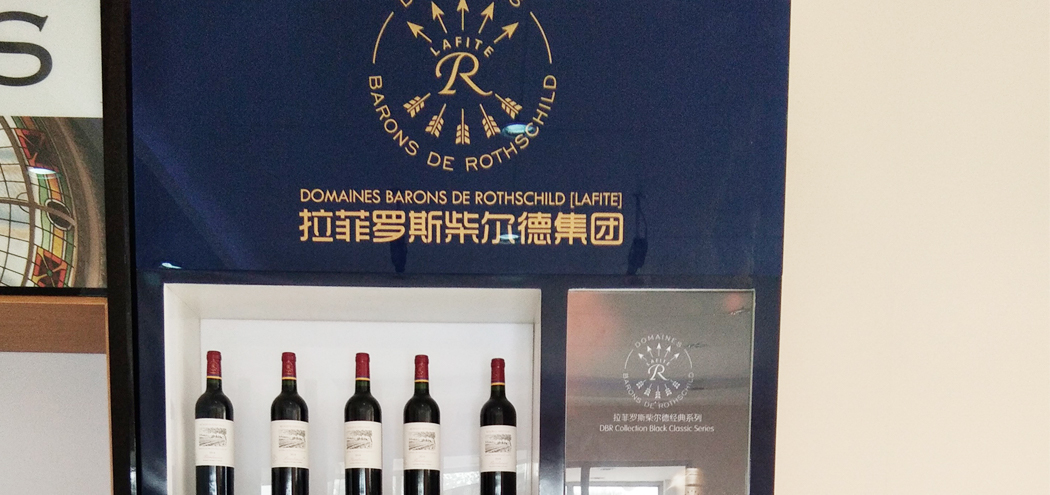 S
LAFITE
R
BARONS DE ROTHSCHILD
DOMAINES BARONS DE ROTHSCHILD [LAFITE]
拉菲罗斯柴尔德集团
DOMAINES
LAFITE
R
BARONS DE ROTHSCHILD
拉菲罗斯柴尔德经典系列
DBR Collection Black Classic Series